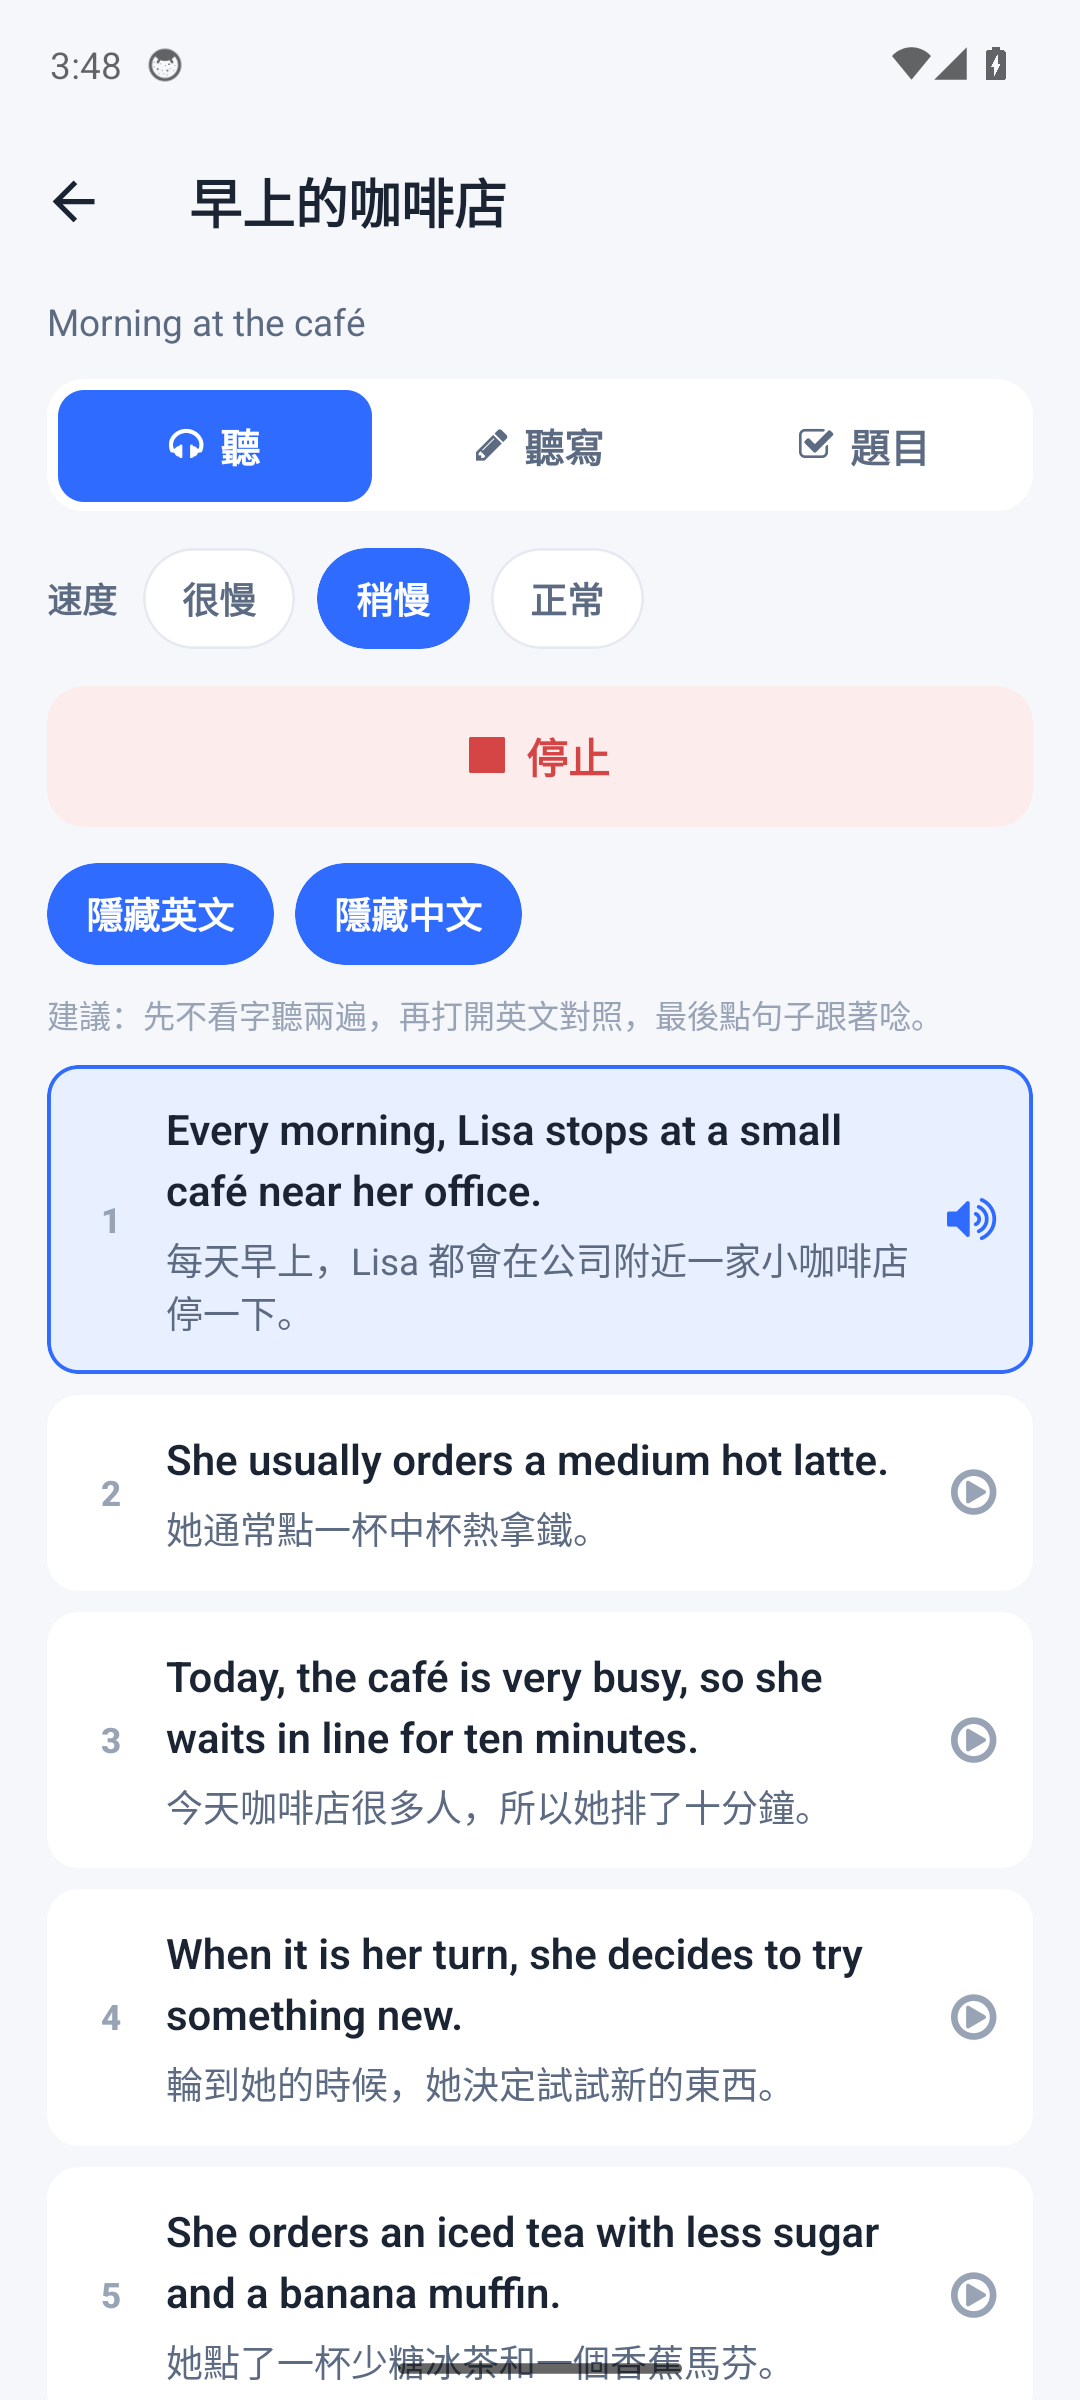 3:48
早上的咖啡店
Morning at the café
聽
聽寫
題目
速度
很慢
稍慢
正常
停止
隱藏英文
隱藏中文
建議：先不看字聽兩遍，再打開英文對照，最後點句子跟著唸。
1
Every morning, Lisa stops at a small
café near her office.
每天早上，Lisa 都會在公司附近一家小咖啡店
停一下。
2
She usually orders a medium hot latte.
她通常點一杯中杯熱拿鐵。
3
Today, the café is very busy, so she
waits in line for ten minutes.
今天咖啡店很多人，所以她排了十分鐘。
4
When it is her turn, she decides to try
something new.
輪到她的時候，她決定試試新的東西。
5
She orders an iced tea with less sugar
and a banana muffin.
她點了一杯少糖冰茶和一個香蕉馬芬。